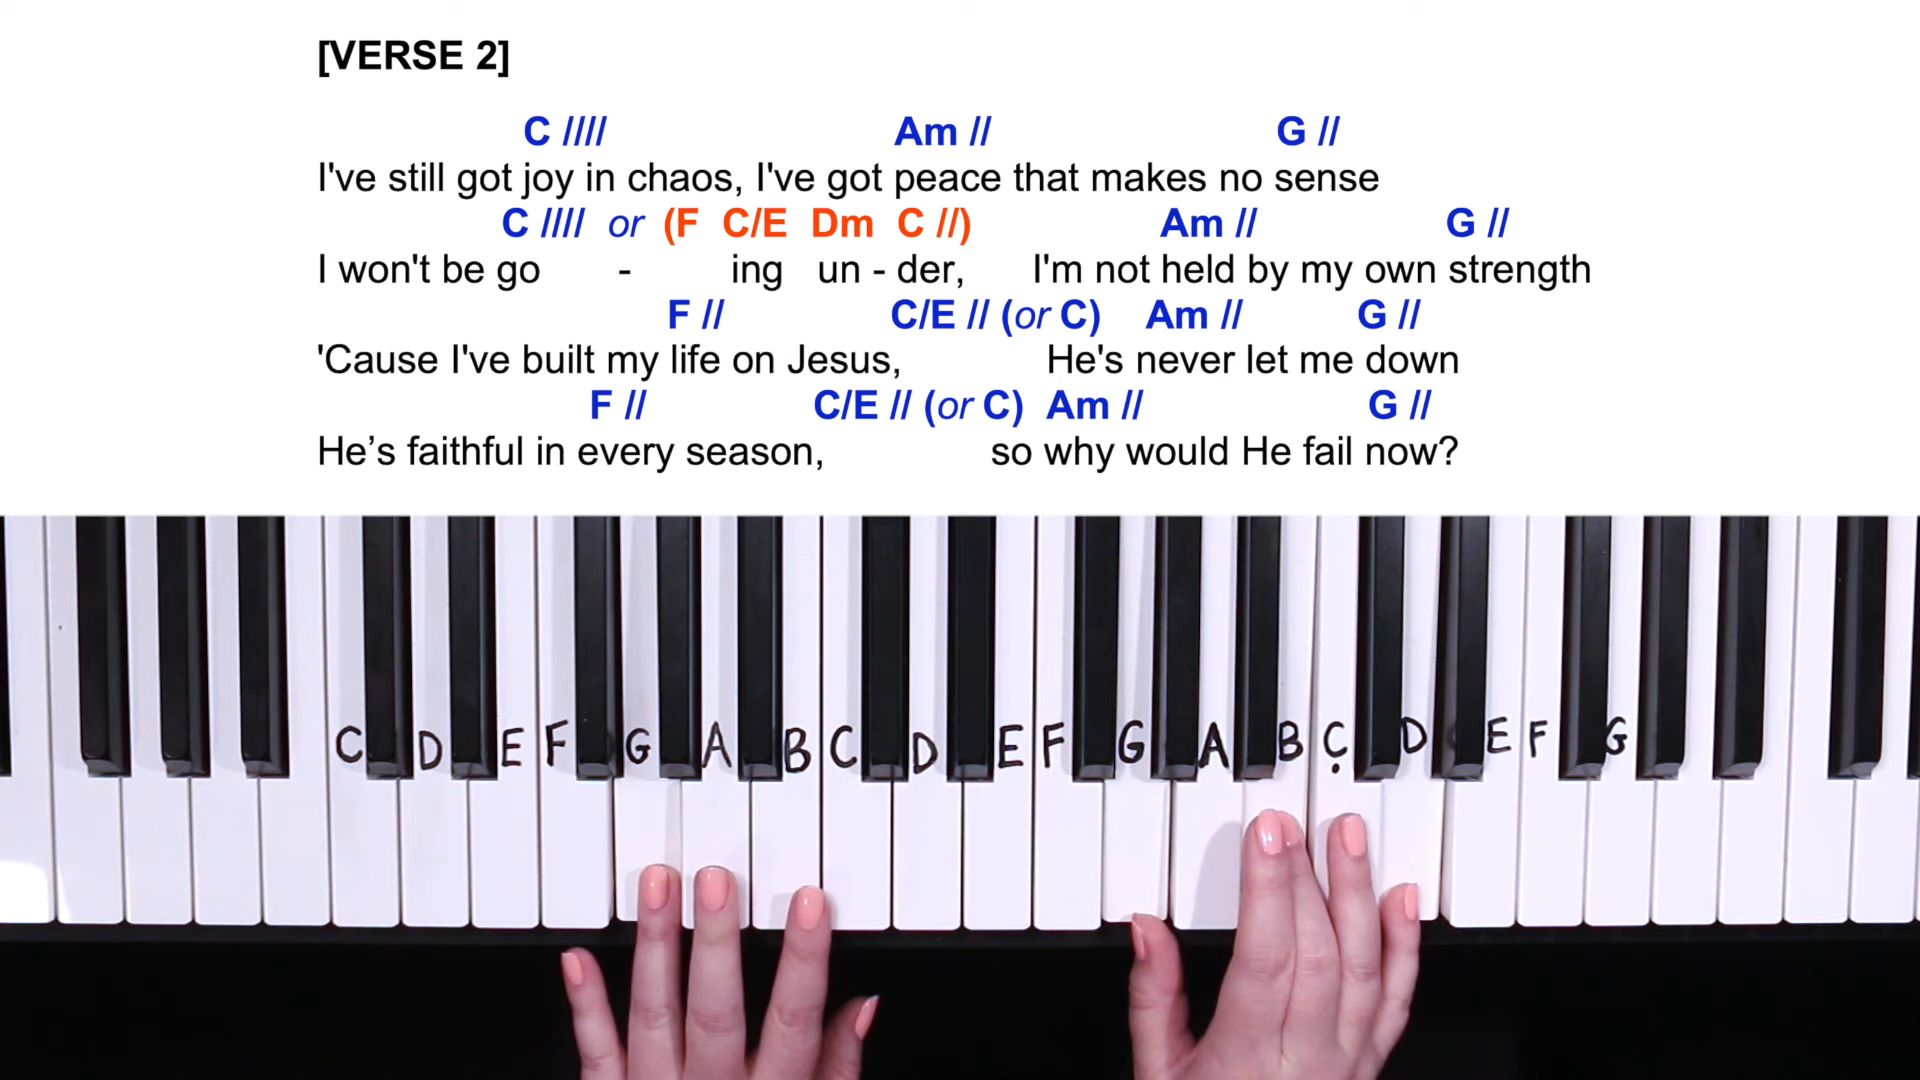 [VERSE 2]
C //// Am // G //
I've still got joy in chaos, I've got peace that makes no sense
C //// or (F C/E Dm C //) Am // G //
I won't be go - ing un - der, I'm not held by my own strength
F // C/E // (or C) Am // G //
'Cause I've built my life on Jesus, He's never let me down
F // C/E // (or C) Am // G //
He’s faithful in every season, so why would He fail now?
C D E F G A B C D E F G A B C D E F G